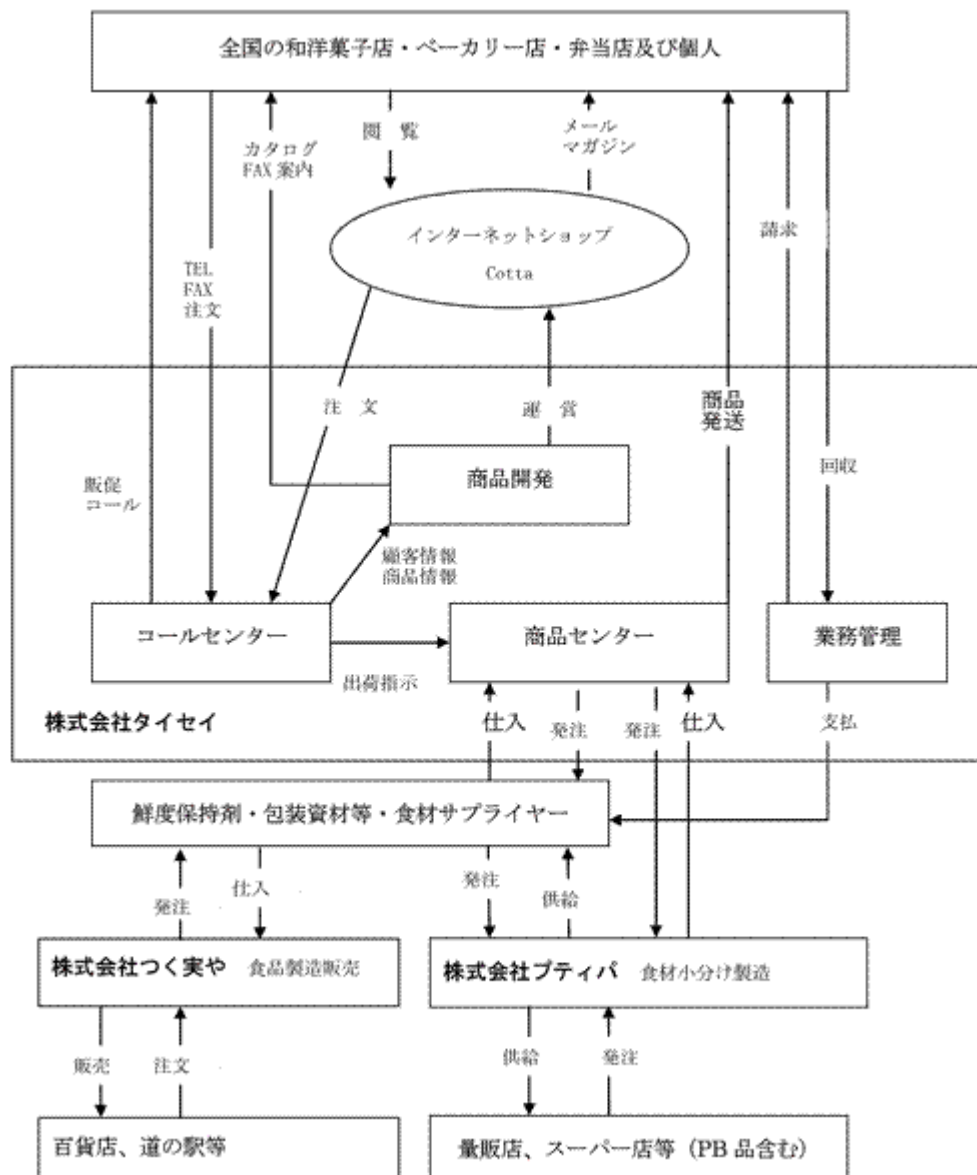 全国の和洋菓子店・ベーカリー店・弁当店及び個人
閲 覧
メール
マガジン
カタログ
FAX 案内
請求
インターネットショップ
Cotta
TEL
FAX
注文
注 文
運 営
商品
発送
商品開発
回収
販促
コール
顧客情報
商品情報
コールセンター
商品センター
業務管理
出荷指示
株式会社タイセイ
仕入
発注
発注
仕入
支払
鮮度保持剤・包装資材等・食材サプライヤー
発注
仕入
発注
供給
株式会社つく実や 食品製造販売
株式会社プティパ 食材小分け製造
販売
注文
供給
発注
百貨店、道の駅等
量販店、スーパー店等（PB 品含む）